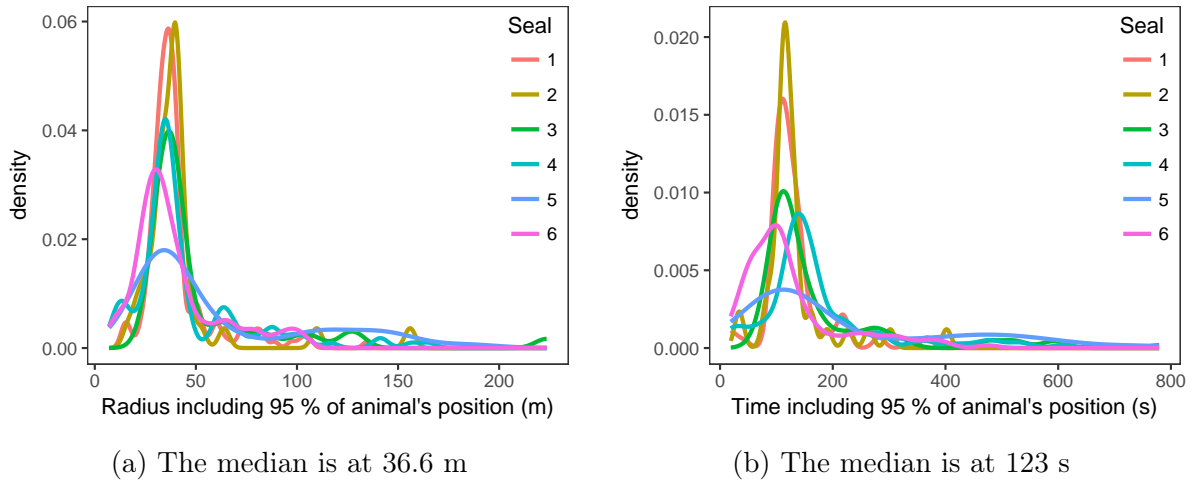 0.06
0.04
0.02
0.00
density
0 50 100 150 200
Radius including 95 % of animal's position (m)
Seal
1
2
3
4
5
6
(a) The median is at 36.6 m
0.020
0.015
0.010
0.005
0.000
density
0 200 400 600 800
Time including 95 % of animal's position (s)
Seal
1
2
3
4
5
6
(b) The median is at 123 s